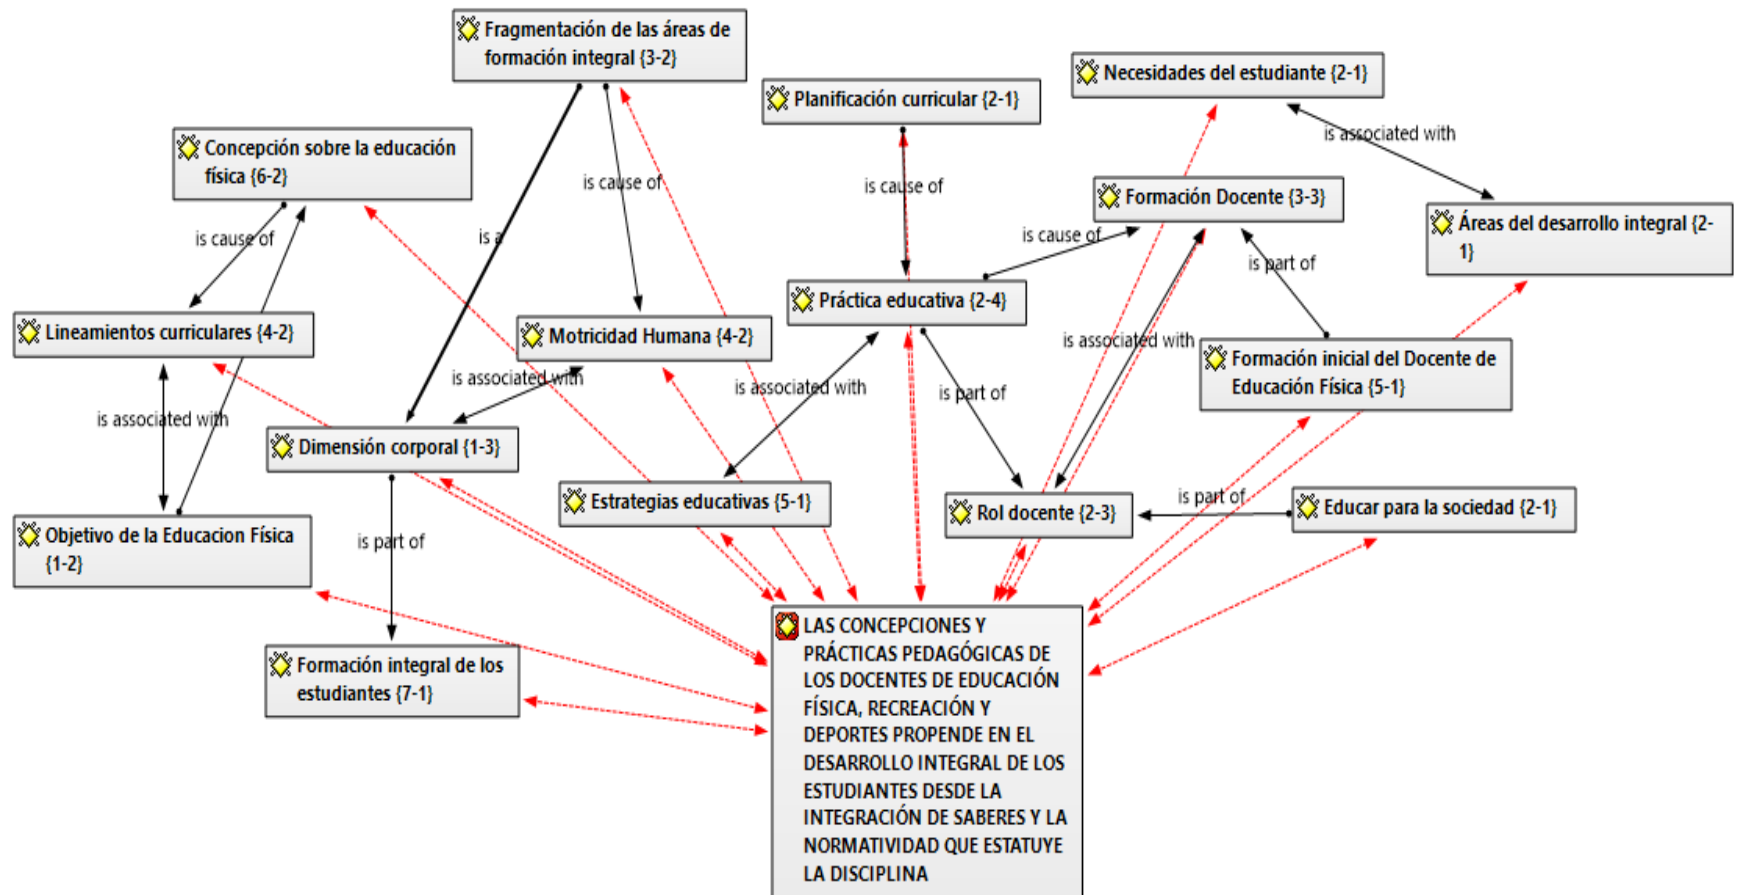 Fragmentación de las áreas de
formación integral {3-2}
Necesidades del estudiante {2-1}
Planificación curricular {2-1}
is associated with
Concepción sobre la educación
física {6-2}
is cause of
is cause of
Formación Docente {3-3}
Áreas del desarrollo integral {2-
1}
is cause of
is a
is cause of
is part of
Práctica educativa {2-4}
Lineamientos curriculares {4-2}
Motricidad Humana {4-2}
is associated with
Formación inicial del Docente de
Educación Física {5-1}
is associated with
is associated with
is part of
is associated with
Dimensión corporal {1-3}
Estrategias educativas {5-1}
Rol docente {2-3}
is part of
Educar para la sociedad {2-1}
Objetivo de la Educacion Física
{1-2}
is part of
Formación integral de los
estudiantes {7-1}
LAS CONCEPCIONES Y
PRÁCTICAS PEDAGÓGICAS DE
LOS DOCENTES DE EDUCACIÓN
FÍSICA, RECREACIÓN Y
DEPORTES PROPENDE EN EL
DESARROLLO INTEGRAL DE LOS
ESTUDIANTES DESDE LA
INTEGRACIÓN DE SABERES Y LA
NORMATIVIDAD QUE ESTATUYE
LA DISCIPLINA